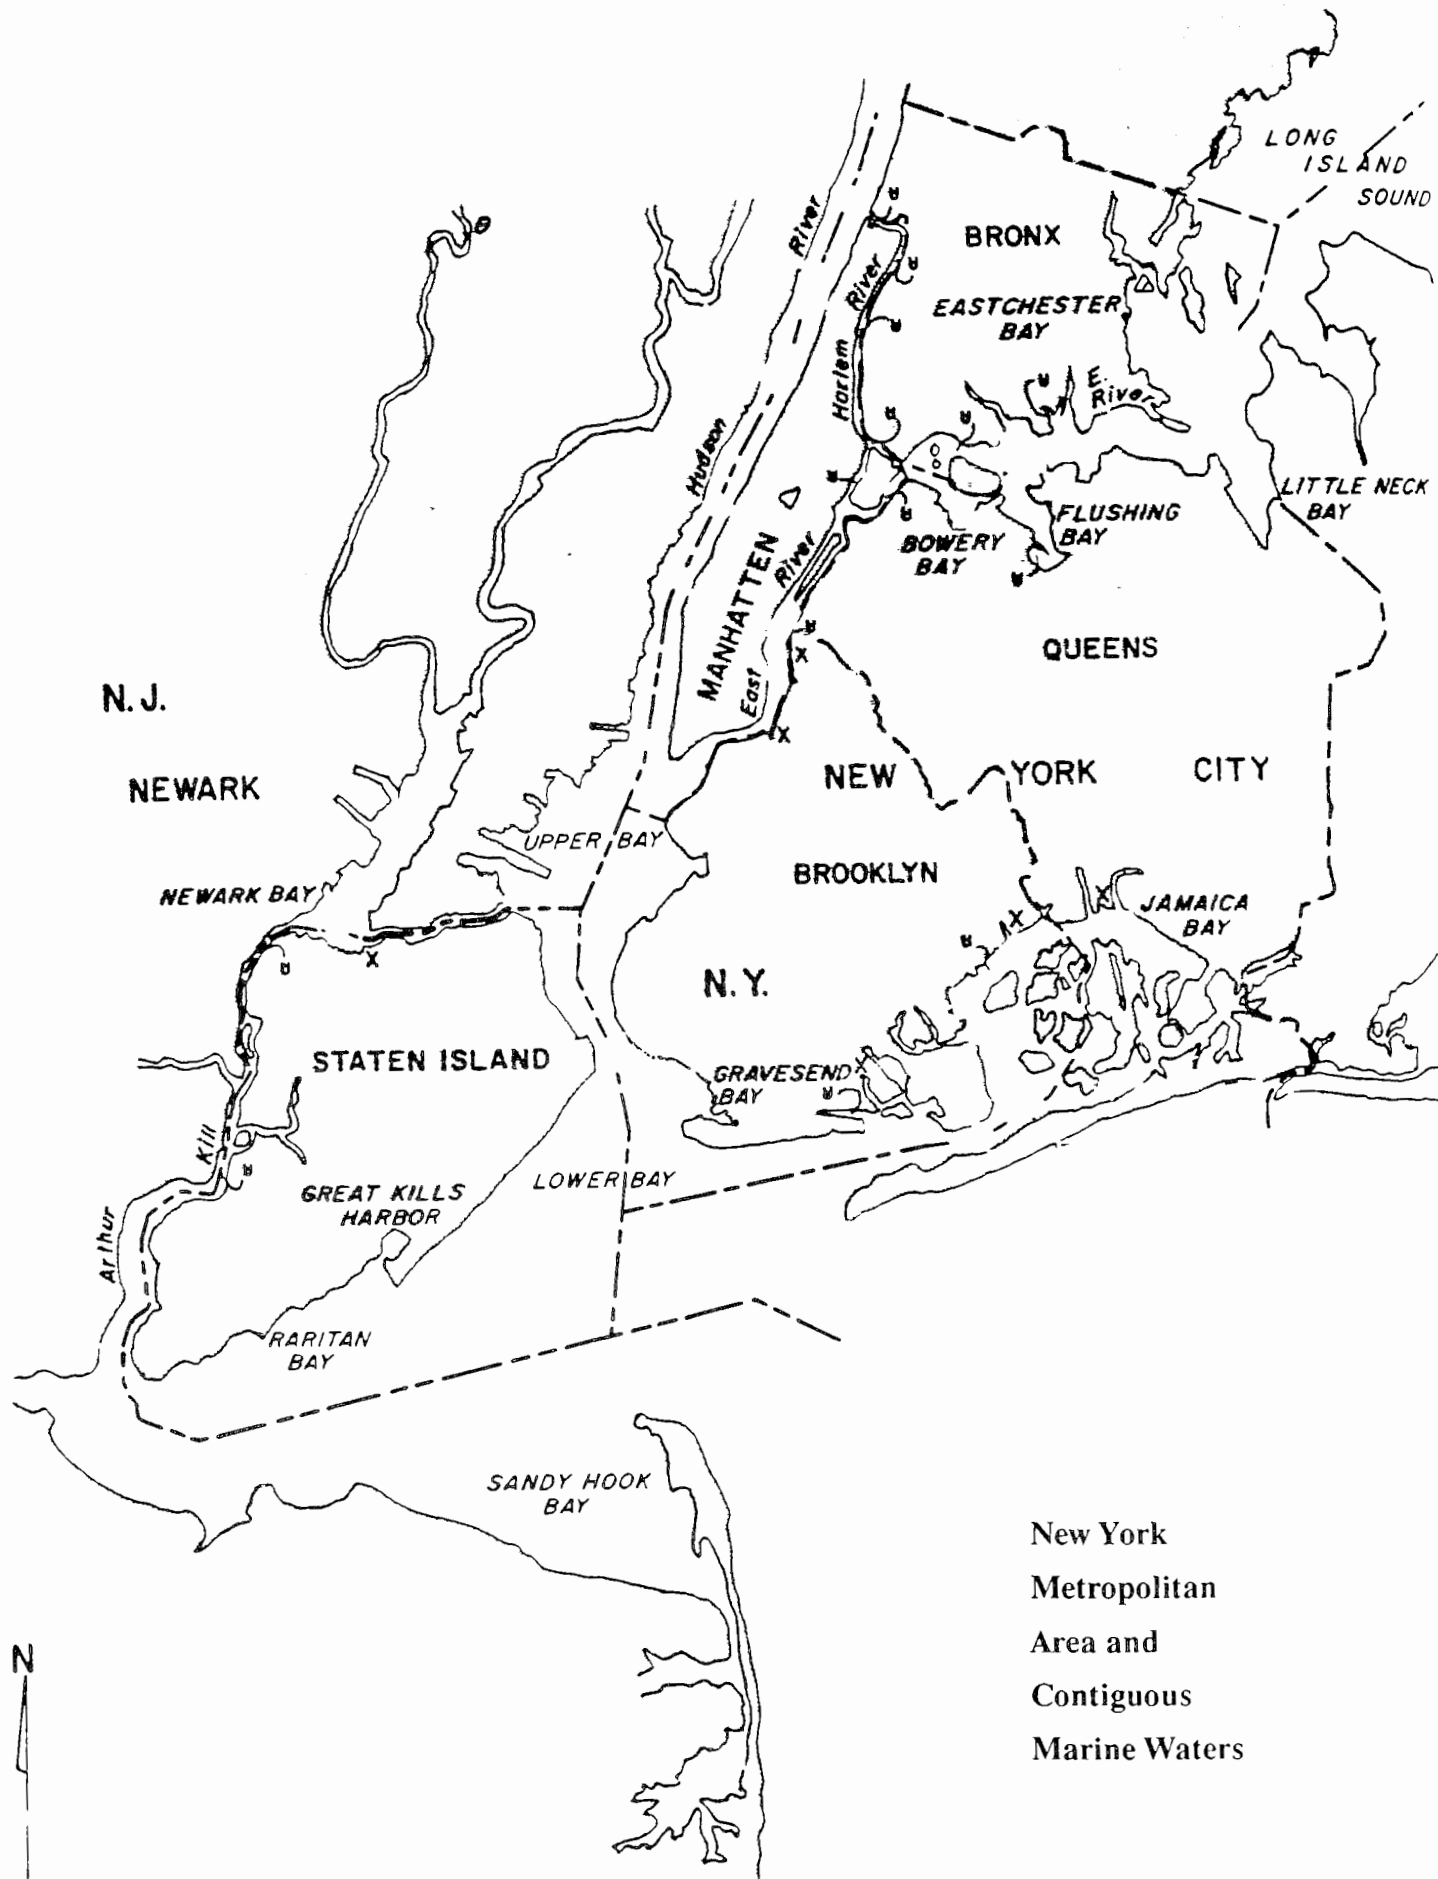 LONG
ISLAND
SOUND
River
BRONX
River
EASTCHESTER
BAY
Harlem
E.
River
Hudson
LITTLE NECK
BAY
FLUSHING
BAY
BOWERY
BAY
River
MANHATTEN
East
QUEENS
N.J.
NEWARK
NEW YORK CITY
UPPER BAY
BROOKLYN
NEWARK BAY
JAMAICA
BAY
N.Y.
STATEN ISLAND
GRAVESEND
BAY
Kill
LOWER BAY
GREAT KILLS
HARBOR
Arthur
RARITAN
BAY
SANDY HOOK
BAY
New York
Metropolitan
Area and
Contiguous
Marine Waters
N